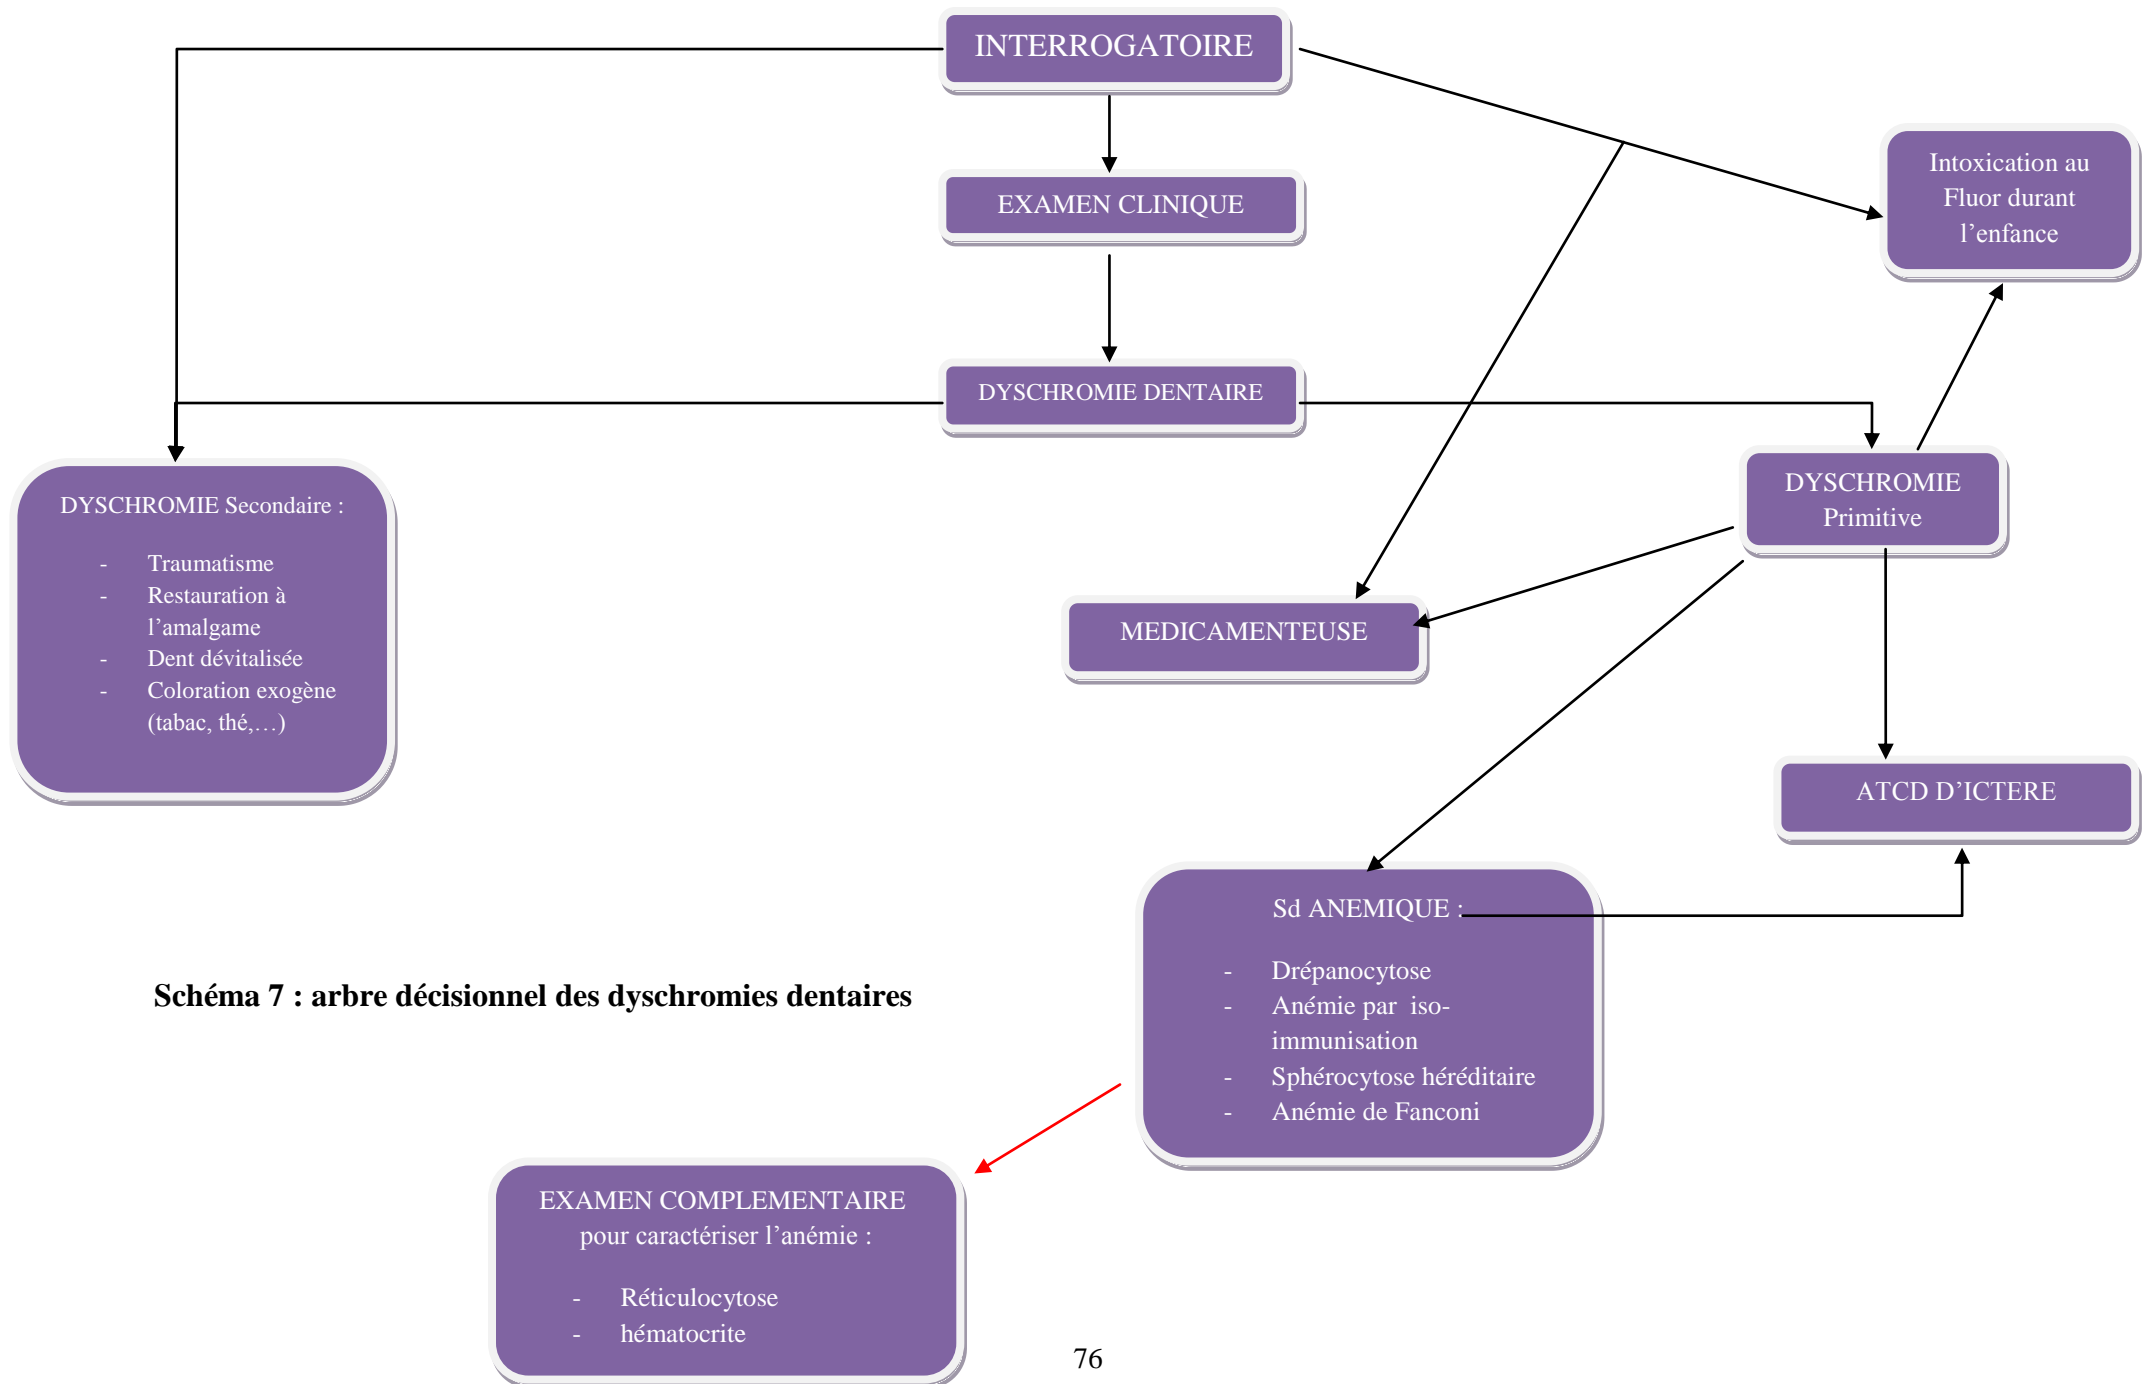 INTERROGATOIRE
Intoxication au
Fluor durant
l’enfance
EXAMEN CLINIQUE
DYSCHROMIE DENTAIRE
DYSCHROMIE Secondaire :
- Traumatisme
- Restauration à
l’amalgame
- Dent dévitalisée
- Coloration exogène
(tabac, thé,…)
DYSCHROMIE
Primitive
MEDICAMENTEUSE
ATCD D’ICTERE
Sd ANEMIQUE :
- Drépanocytose
- Anémie par iso-
immunisation
- Sphérocytose héréditaire
- Anémie de Fanconi
Schéma 7 : arbre décisionnel des dyschromies dentaires
EXAMEN COMPLEMENTAIRE
pour caractériser l’anémie :
- Réticulocytose
- hématocrite
76